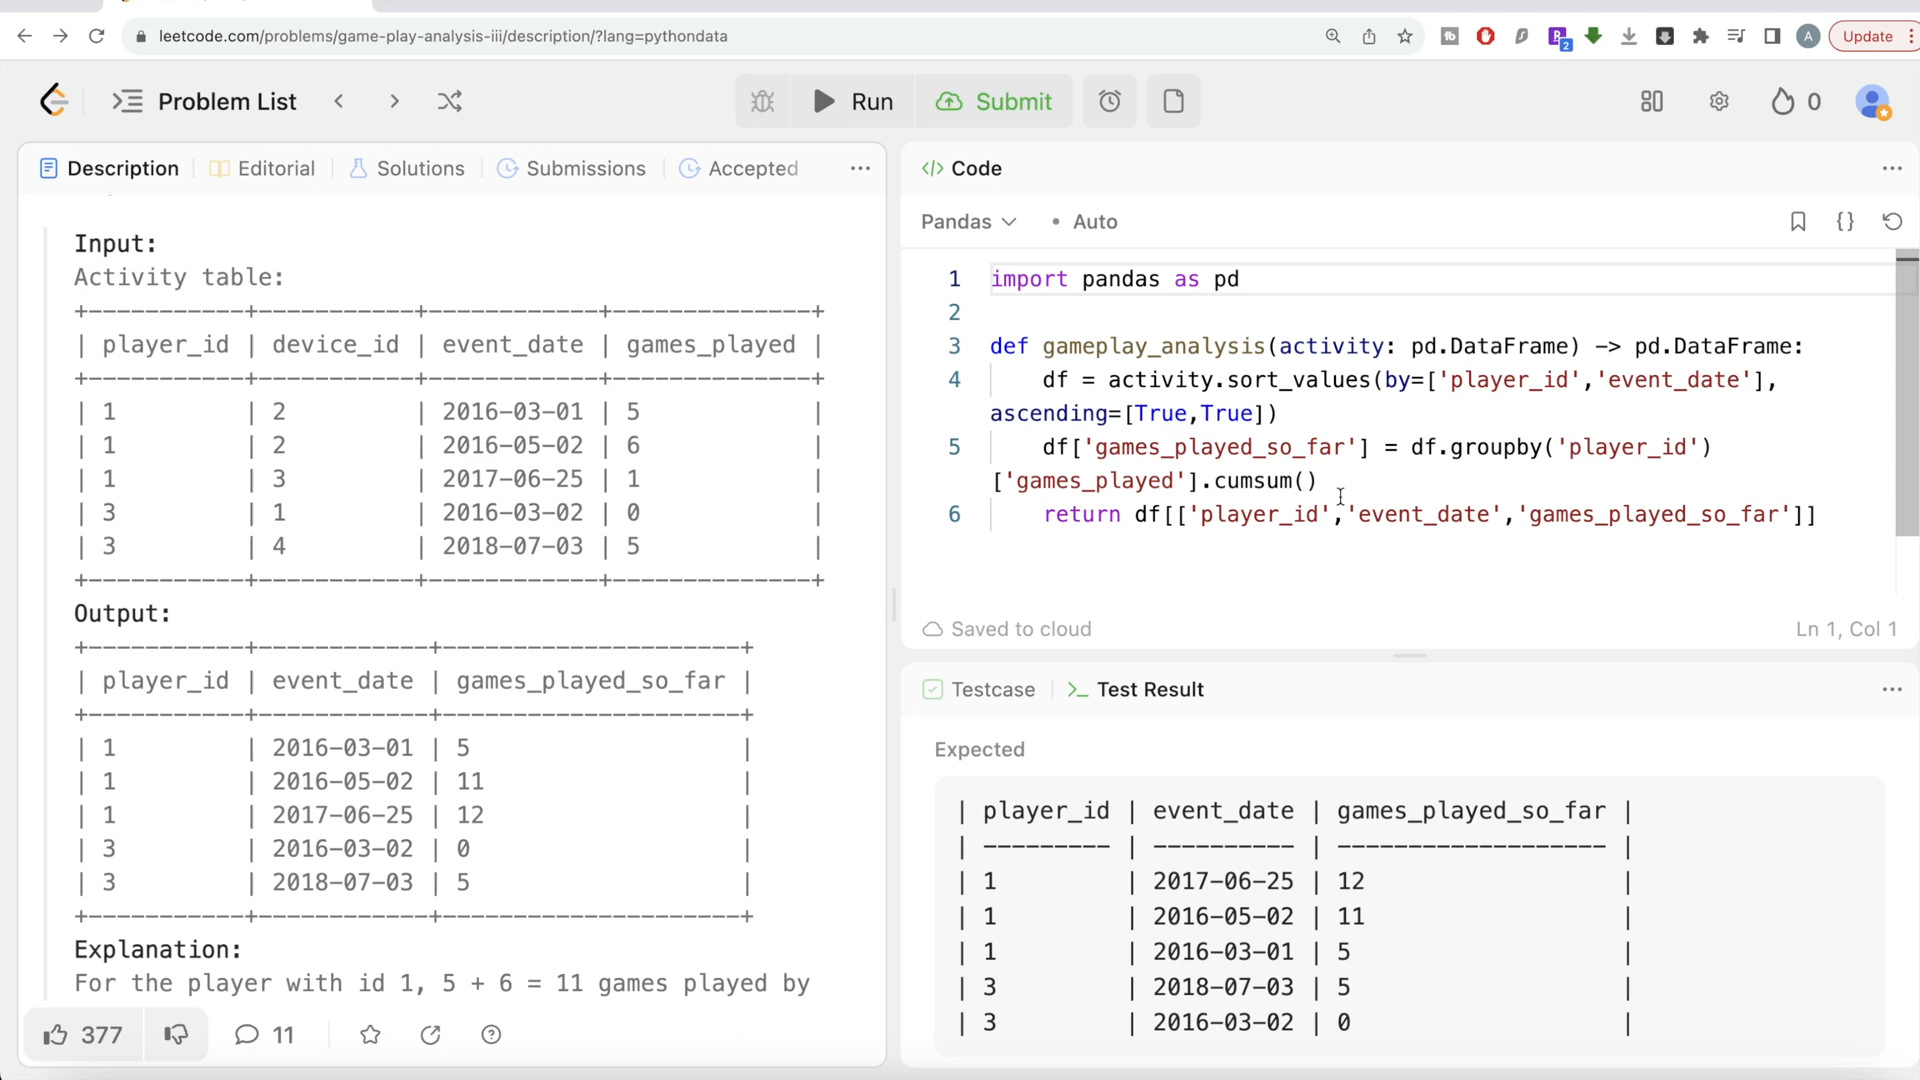 leetcode.com/problems/game-play-analysis-iii/description/?lang=pythondata
2
A
Update
Problem List
Run
Submit
0
Description
Editorial
Solutions
Submissions
Accepted
Input:
Activity table:
+-----------+-----------+------------+--------------+
| player_id | device_id | event_date | games_played |
+-----------+-----------+------------+--------------+
| 1 | 2 | 2016-03-01 | 5 |
| 1 | 2 | 2016-05-02 | 6 |
| 1 | 3 | 2017-06-25 | 1 |
| 3 | 1 | 2016-03-02 | 0 |
| 3 | 4 | 2018-07-03 | 5 |
+-----------+-----------+------------+--------------+
Output:
+-----------+------------+---------------------+
| player_id | event_date | games_played_so_far |
+-----------+------------+---------------------+
| 1 | 2016-03-01 | 5 |
| 1 | 2016-05-02 | 11 |
| 1 | 2017-06-25 | 12 |
| 3 | 2016-03-02 | 0 |
| 3 | 2018-07-03 | 5 |
+-----------+------------+---------------------+
Explanation:
For the player with id 1, 5 + 6 = 11 games played by
377
11
</> Code
Pandas
Auto
1 import pandas as pd
2
3 def gameplay_analysis(activity: pd.DataFrame) -> pd.DataFrame:
4 df = activity.sort_values(by=['player_id','event_date'],
ascending=[True,True])
5 df['games_played_so_far'] = df.groupby('player_id')
['games_played'].cumsum()
6 return df[['player_id','event_date','games_played_so_far']]
Saved to cloud
Ln 1, Col 1
Testcase
Test Result
Expected
| player_id | event_date | games_played_so_far |
| --------- | ---------- | ------------------- |
| 1 | 2017-06-25 | 12 |
| 1 | 2016-05-02 | 11 |
| 1 | 2016-03-01 | 5 |
| 3 | 2018-07-03 | 5 |
| 3 | 2016-03-02 | 0 |